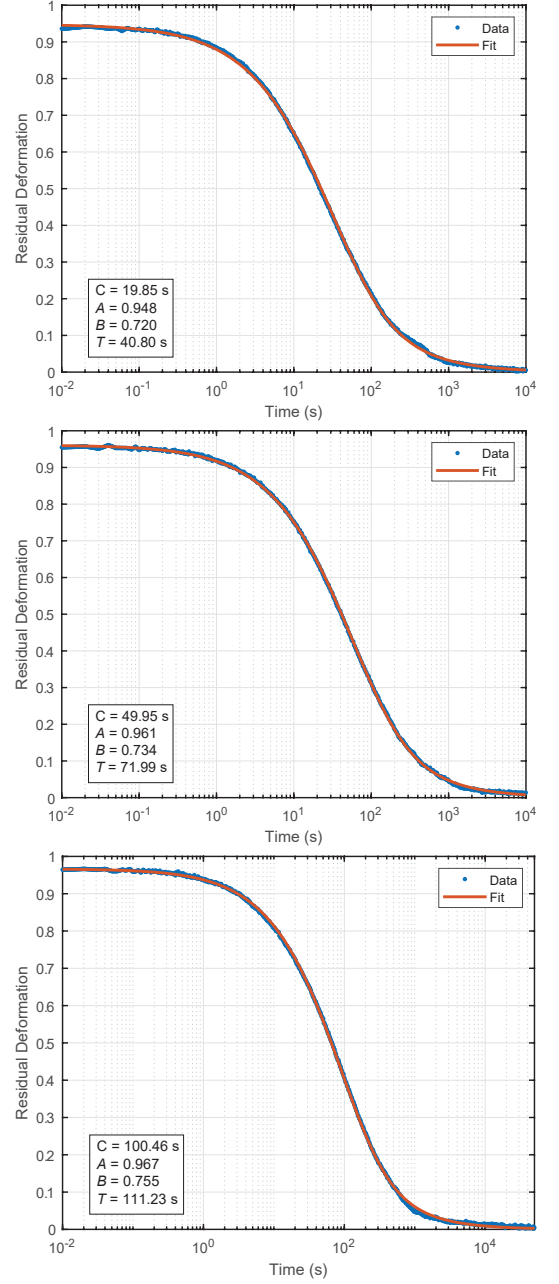 1
0.9
0.8
0.7
0.6
0.5
0.4
0.3
0.2
0.1
0
Residual Deformation
Data
Fit
C = 19.85 s
A = 0.948
B = 0.720
T = 40.80 s
10⁻² 10⁻¹ 10⁰ 10¹ 10² 10³ 10⁴
Time (s)
1
0.9
0.8
0.7
0.6
0.5
0.4
0.3
0.2
0.1
0
Residual Deformation
Data
Fit
C = 49.95 s
A = 0.961
B = 0.734
T = 71.99 s
10⁻² 10⁻¹ 10⁰ 10¹ 10² 10³ 10⁴
Time (s)
1
0.9
0.8
0.7
0.6
0.5
0.4
0.3
0.2
0.1
0
Residual Deformation
Data
Fit
C = 100.46 s
A = 0.967
B = 0.755
T = 111.23 s
10⁻² 10⁰ 10² 10⁴
Time (s)